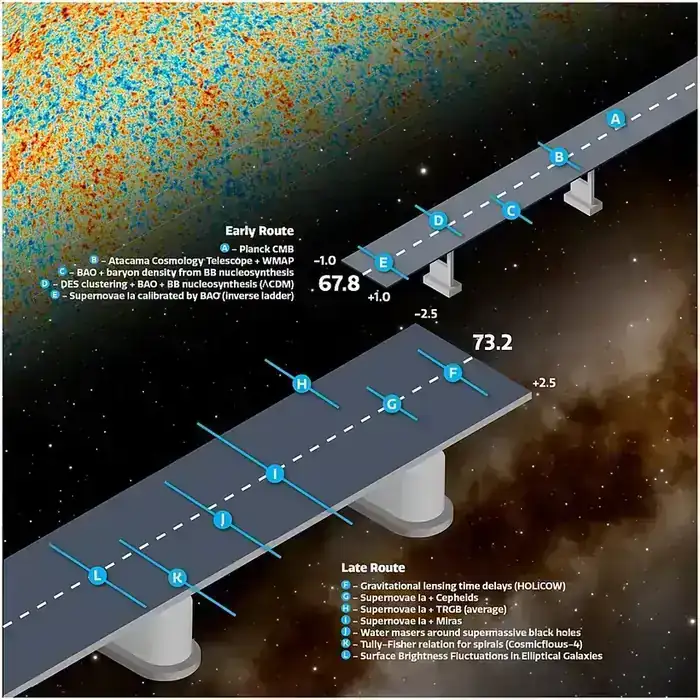 A
B
D
C
E
Early Route
A – Planck CMB
B – Atacama Cosmology Telescope + WMAP
C – BAO + baryon density from BB nucleosynthesis
D – DES clustering + BAO + BB nucleosynthesis (ΛCDM)
E – Supernovae Ia calibrated by BAO (inverse ladder)
–1.0
67.8
+1.0
–2.5
73.2
+2.5
H
F
G
I
J
L
K
Late Route
F – Gravitational lensing time delays (HOLiCOW)
G – Supernovae Ia + Cepheids
H – Supernovae Ia + TRGB (average)
I – Supernovae Ia + Miras
J – Water masers around supermassive black holes
K – Tully–Fisher relation for spirals (Cosmicflous–4)
L – Surface Brightness Fluctuations in Elliptical Galaxies